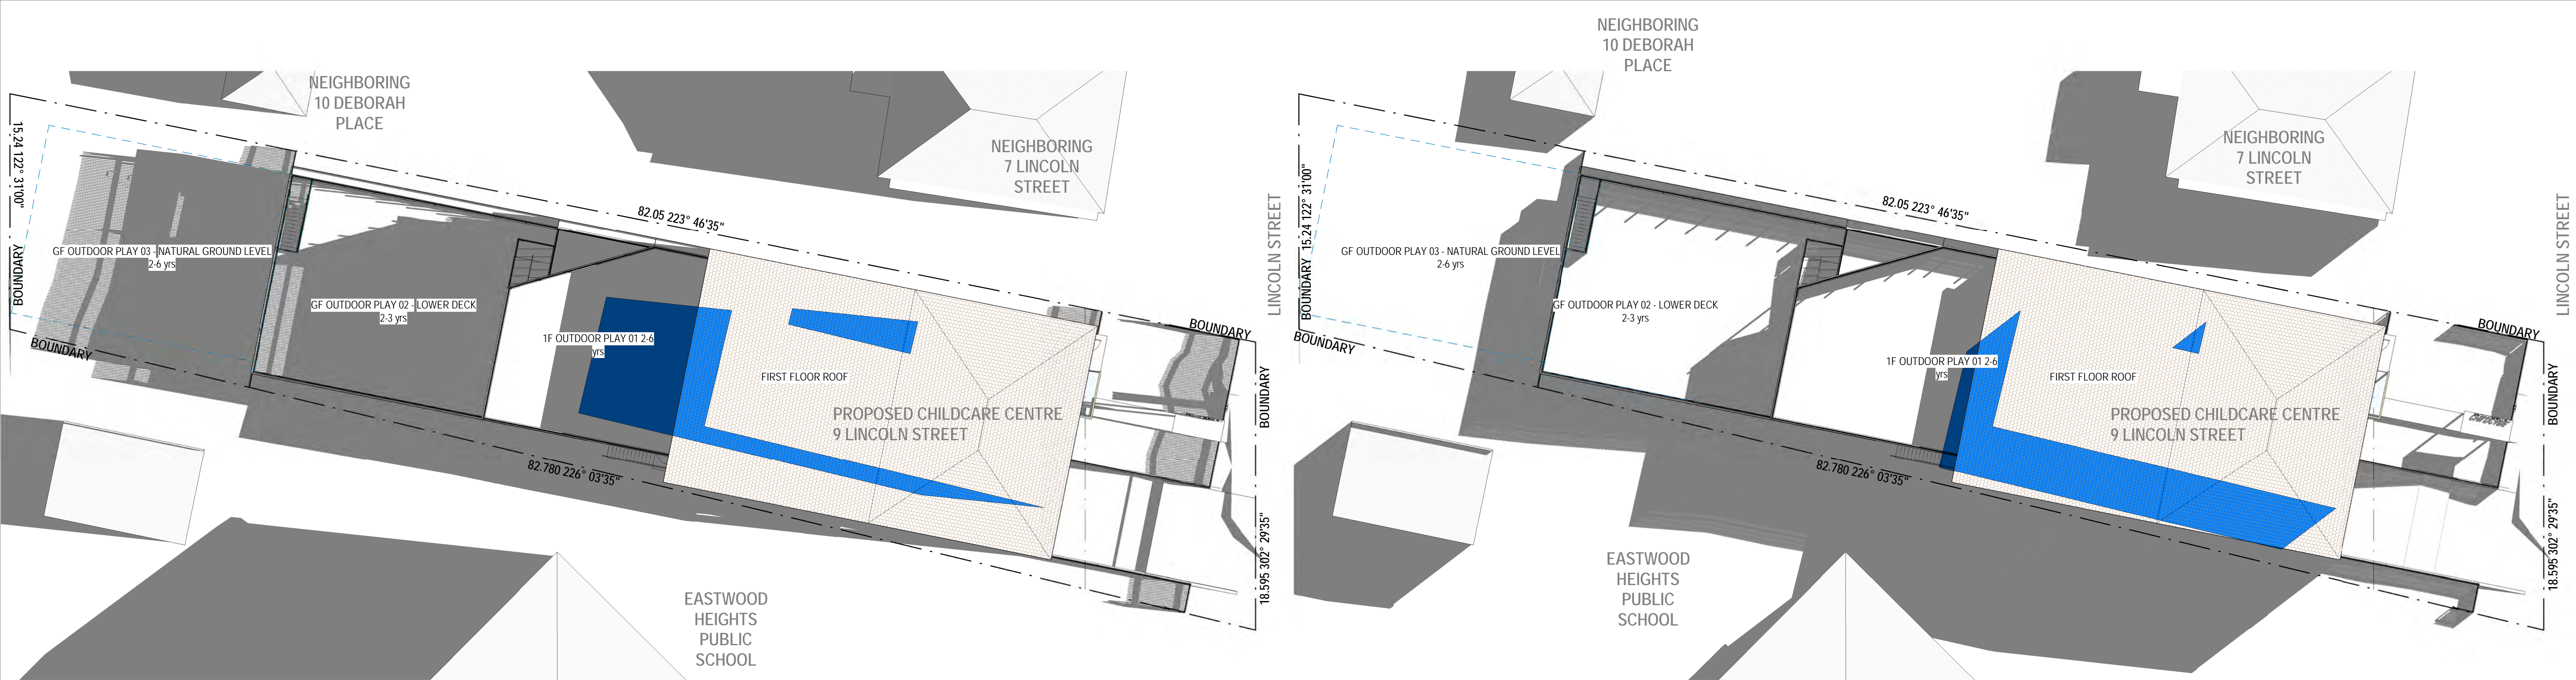 NEIGHBORING
10 DEBORAH
PLACE
NEIGHBORING
7 LINCOLN
STREET
15.24 122° 31'00"
BOUNDARY
BOUNDARY
82.05 223° 46'35"
GF OUTDOOR PLAY 03 - NATURAL GROUND LEVEL
2-6 yrs
GF OUTDOOR PLAY 02 - LOWER DECK
2-3 yrs
1F OUTDOOR PLAY 01 2-6
yrs
FIRST FLOOR ROOF
PROPOSED CHILDCARE CENTRE
9 LINCOLN STREET
BOUNDARY
BOUNDARY
18.595 302° 29'35"
82.780 226° 03'35"
EASTWOOD
HEIGHTS
PUBLIC
SCHOOL
LINCOLN STREET
NEIGHBORING
10 DEBORAH
PLACE
NEIGHBORING
7 LINCOLN
STREET
15.24 122° 31'00"
BOUNDARY
BOUNDARY
82.05 223° 46'35"
GF OUTDOOR PLAY 03 - NATURAL GROUND LEVEL
2-6 yrs
GF OUTDOOR PLAY 02 - LOWER DECK
2-3 yrs
1F OUTDOOR PLAY 01 2-6
yrs
FIRST FLOOR ROOF
PROPOSED CHILDCARE CENTRE
9 LINCOLN STREET
BOUNDARY
BOUNDARY
18.595 302° 29'35"
82.780 226° 03'35"
EASTWOOD
HEIGHTS
PUBLIC
SCHOOL
LINCOLN STREET